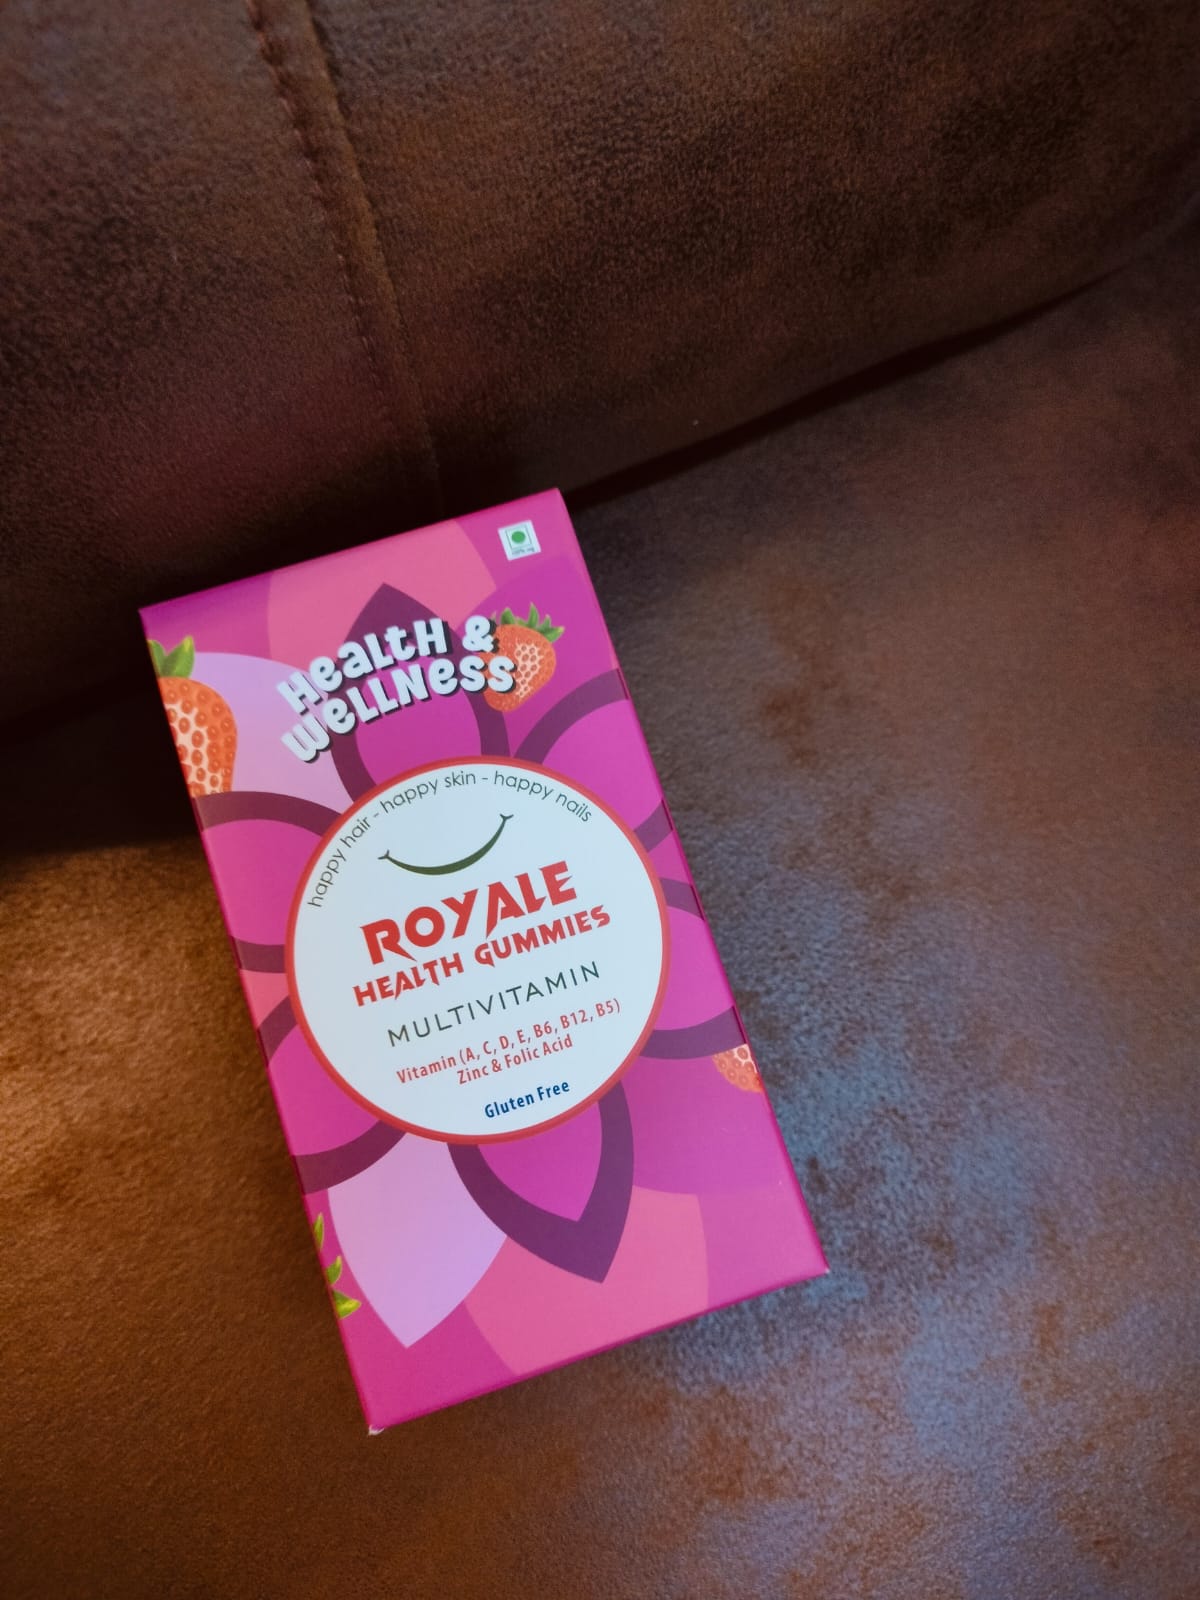 Health &
Wellness
happy hair - happy skin - happy nails
ROYALE
HEALTH GUMMIES
MULTIVITAMIN
Vitamin (A, C, D, E, B6, B12, B5)
Zinc & Folic Acid
Gluten Free